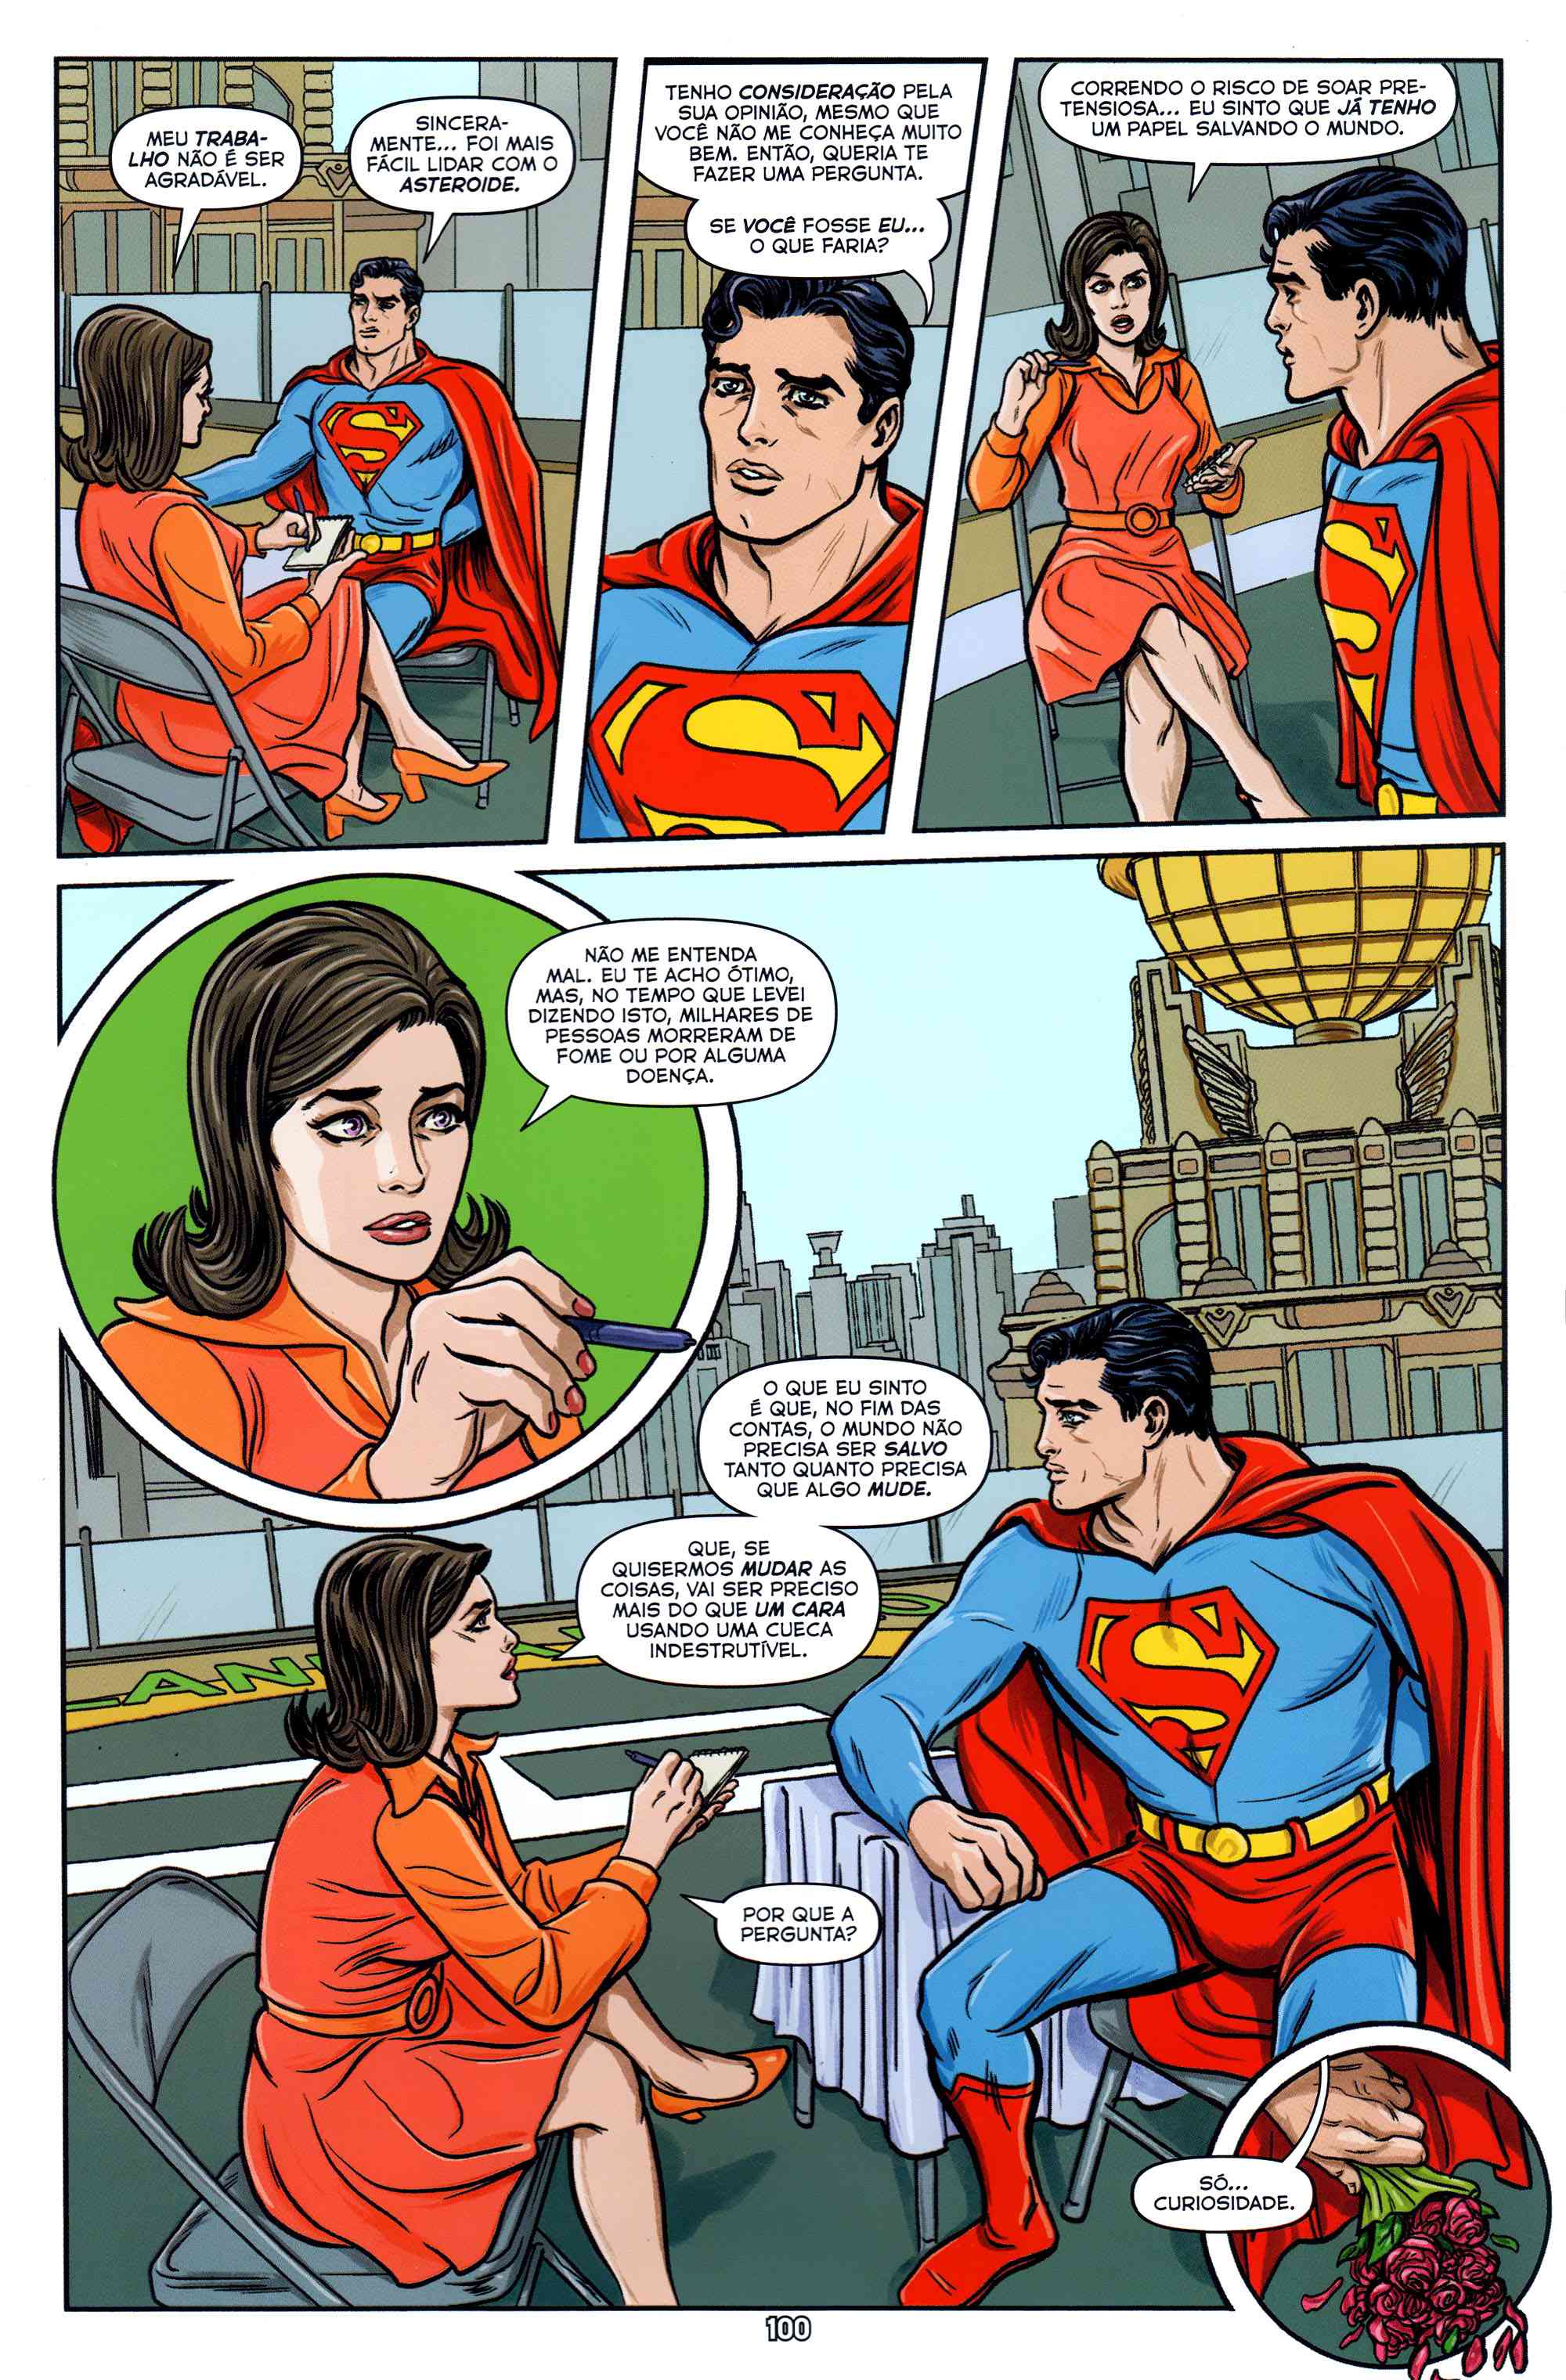 MEU TRABA-
LHO NÃO É SER
AGRADÁVEL.
SINCERA-
MENTE... FOI MAIS
FÁCIL LIDAR COM O
ASTEROIDE.
TENHO CONSIDERAÇÃO PELA
SUA OPINIÃO, MESMO QUE
VOCÊ NÃO ME CONHEÇA MUITO
BEM. ENTÃO, QUERIA TE
FAZER UMA PERGUNTA.
SE VOCÊ FOSSE EU...
O QUE FARIA?
CORRENDO O RISCO DE SOAR PRE-
TENSIOSA... EU SINTO QUE JÁ TENHO
UM PAPEL SALVANDO O MUNDO.
NÃO ME ENTENDA
MAL. EU TE ACHO ÓTIMO,
MAS, NO TEMPO QUE LEVEI
DIZENDO ISTO, MILHARES DE
PESSOAS MORRERAM DE
FOME OU POR ALGUMA
DOENÇA.
O QUE EU SINTO
É QUE, NO FIM DAS
CONTAS, O MUNDO NÃO
PRECISA SER SALVO
TANTO QUANTO PRECISA
QUE ALGO MUDE.
QUE, SE
QUISERMOS MUDAR AS
COISAS, VAI SER PRECISO
MAIS DO QUE UM CARA
USANDO UMA CUECA
INDESTRUTÍVEL.
POR QUE A
PERGUNTA?
SÓ...
CURIOSIDADE.
100